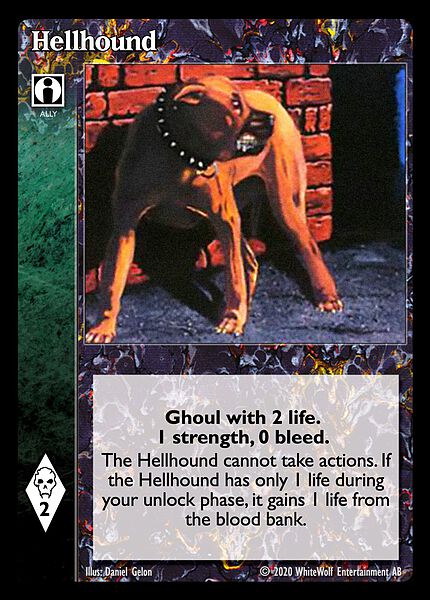 Hellhound
ALLY
Ghoul with 2 life.
1 strength, 0 bleed.
The Hellhound cannot take actions. If
the Hellhound has only 1 life during
your unlock phase, it gains 1 life from
the blood bank.
2
Illus: Daniel Gelon © 2020 WhiteWolf Entertainment AB